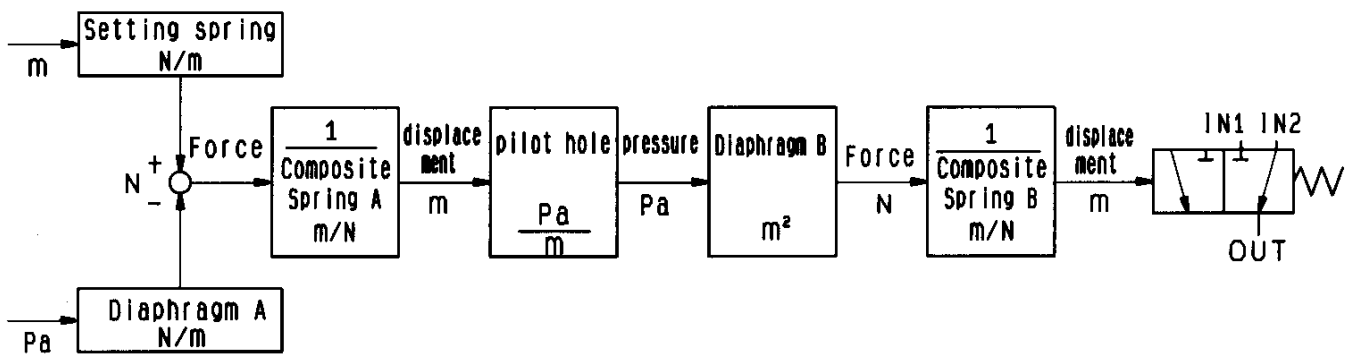 Setting spring
N/m
m
+
N
-
Force
1
Composite
Spring A
m/N
displace
ment
m
pilot hole
Pa
m
pressure
Pa
Diaphragm B
m²
Force
N
1
Composite
Spring B
m/N
displace
ment
m
IN1 IN2
OUT
Diaphragm A
N/m
Pa